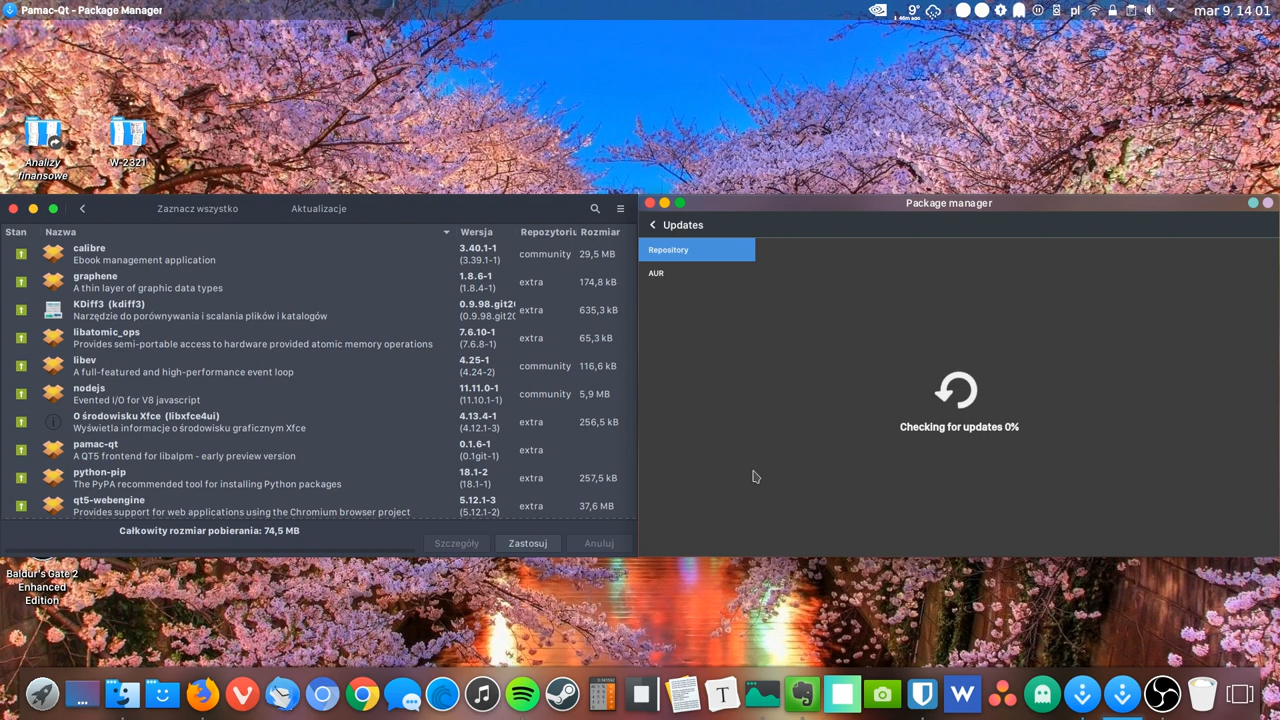 Pamac-Qt - Package Manager
9°
1 46m ago
pl
mar 9, 14 01
Analizy
finansowe
W-2321
Zaznacz wszystko
Aktualizacje
Stan
Nazwa
Wersja
Repozytoriu
Rozmiar
calibre
Ebook management application
3.40.1-1
(3.39.1-1)
community
29,5 MB
graphene
A thin layer of graphic data types
1.8.6-1
(1.8.4-1)
extra
174,8 kB
KDiff3 (kdiff3)
Narzędzie do porównywania i scalania plików i katalogów
0.9.98.git20
(0.9.98.git20
extra
635,3 kB
libatomic_ops
Provides semi-portable access to hardware provided atomic memory operations
7.6.10-1
(7.6.8-1)
extra
65,3 kB
libev
A full-featured and high-performance event loop
4.25-1
(4.24-2)
community
116,6 kB
nodejs
Evented I/O for V8 javascript
11.11.0-1
(11.10.1-1)
community
5,9 MB
O środowisku Xfce (libxfce4ui)
Wyświetla informacje o środowisku graficznym Xfce
4.13.4-1
(4.12.1-3)
extra
256,5 kB
pamac-qt
A QT5 frontend for libalpm - early preview version
0.1.6-1
(0.1git-1)
extra
python-pip
The PyPA recommended tool for installing Python packages
18.1-2
(18.1-1)
extra
257,5 kB
qt5-webengine
Provides support for web applications using the Chromium browser project
5.12.1-3
(5.12.1-2)
extra
37,6 MB
Całkowity rozmiar pobierania: 74,5 MB
Szczegóły
Zastosuj
Anuluj
Package manager
Updates
Repository
AUR
Checking for updates 0%
Baldur's Gate 2
Enhanced
Edition